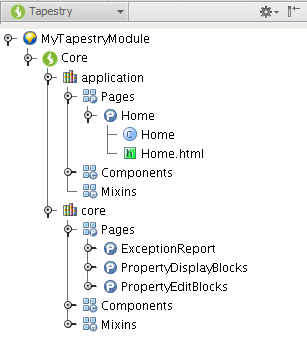 Tapestry
MyTapestryModule
Core
application
Pages
Home
Home
Home.html
Components
Mixins
core
Pages
ExceptionReport
PropertyDisplayBlocks
PropertyEditBlocks
Components
Mixins